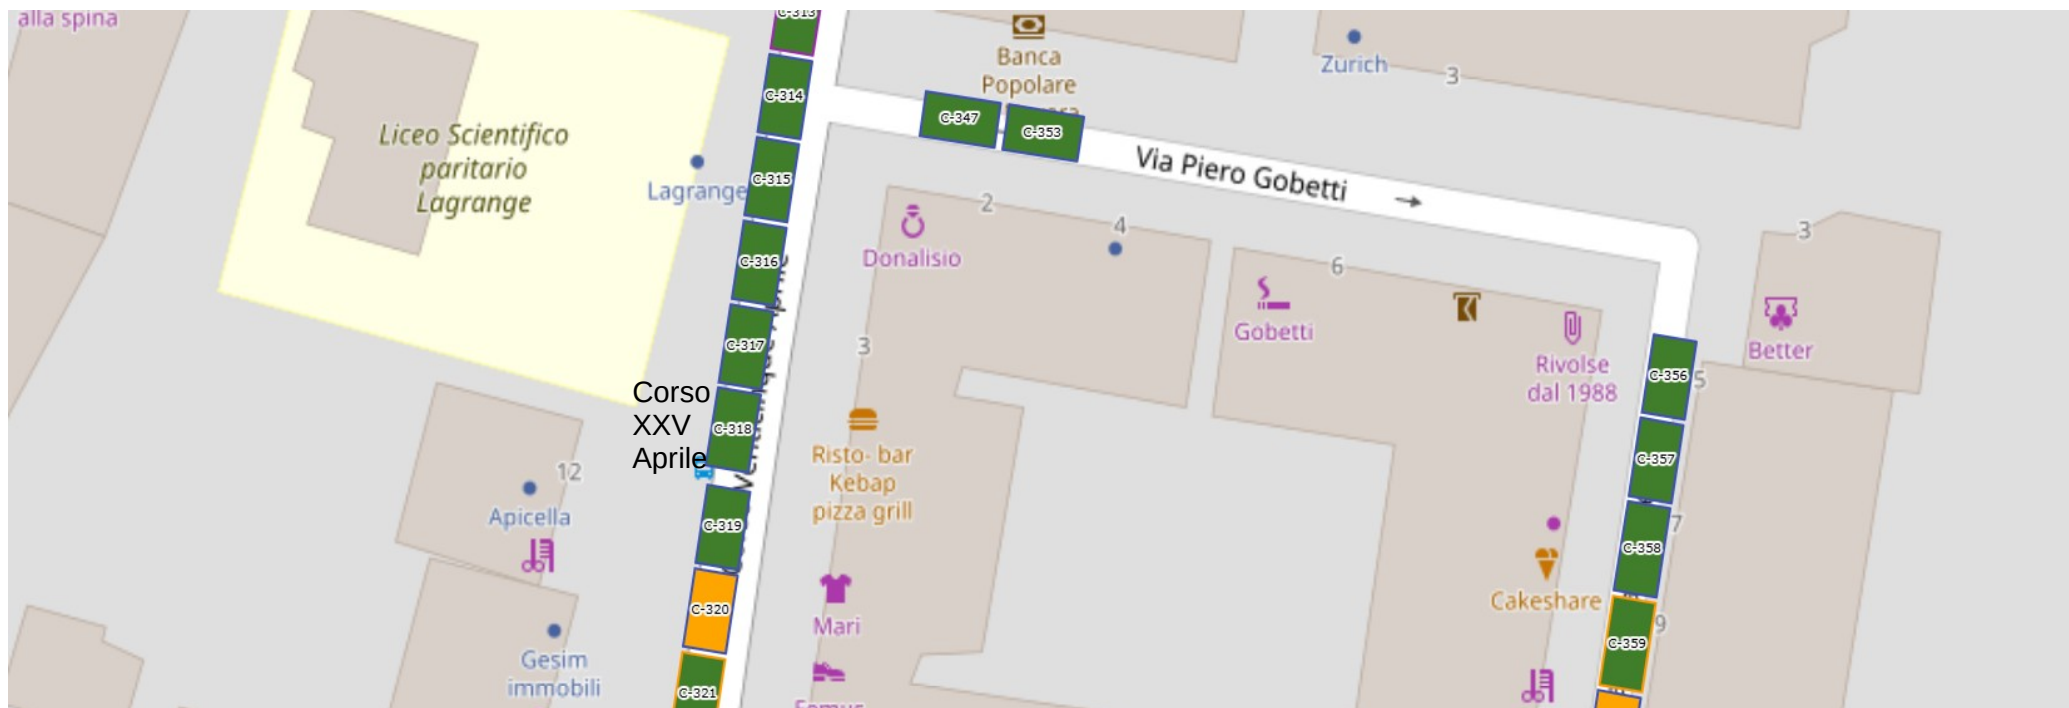 alla spina
C-313
Banca
Popolare
Zurich
3
C-314
C-347
C-353
Liceo Scientifico
paritario
Lagrange
Lagrange
C-315
Via Piero Gobetti →
2
4
3
Donalisio
C-316
6
Gobetti
Better
C-317
3
Rivolse
dal 1988
C-356
5
Corso
XXV
Aprile
C-318
12
Risto- bar
Kebap
pizza grill
C-357
Apicella
C-319
7
C-358
Cakeshare
C-320
Mari
9
C-359
Gesim
immobili
C-321